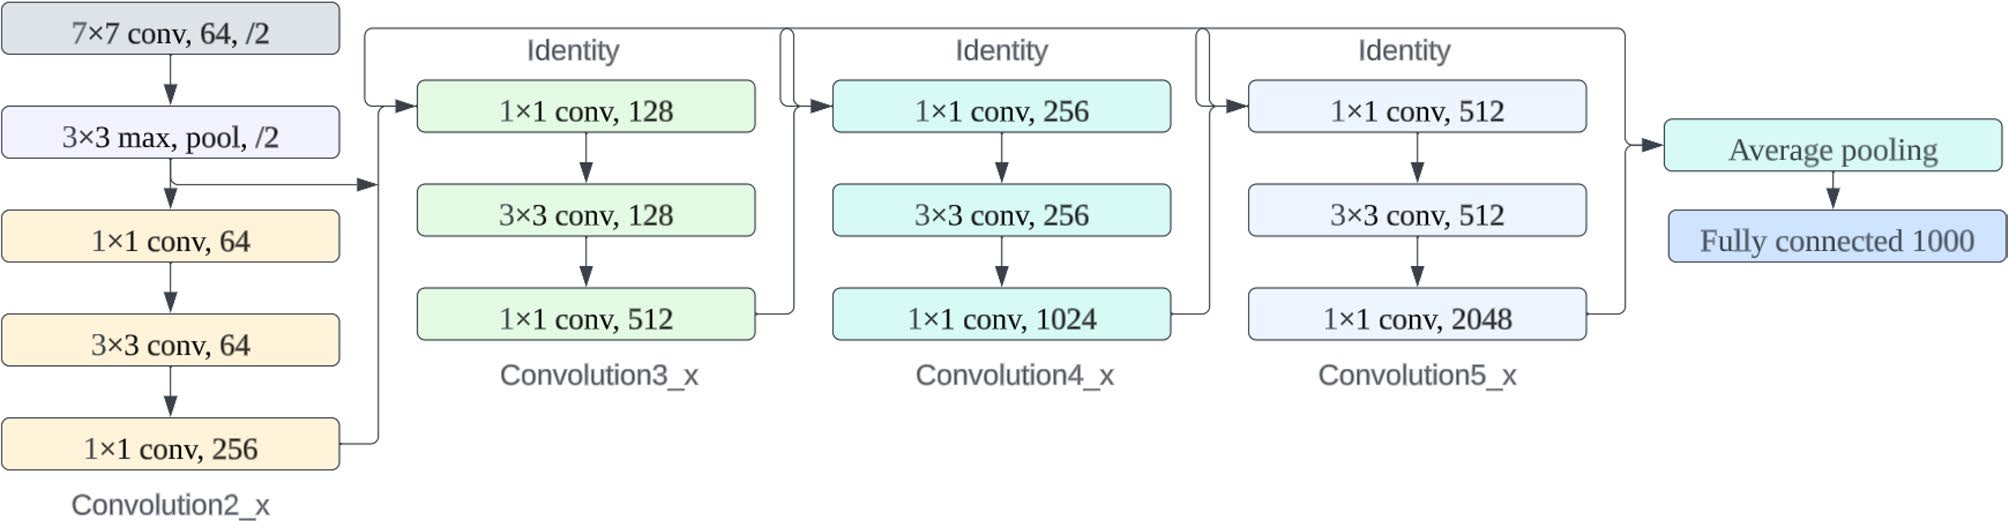 7×7 conv, 64, /2
3×3 max, pool, /2
1×1 conv, 64
3×3 conv, 64
1×1 conv, 256
Convolution2_x
Identity
1×1 conv, 128
3×3 conv, 128
1×1 conv, 512
Convolution3_x
Identity
1×1 conv, 256
3×3 conv, 256
1×1 conv, 1024
Convolution4_x
Identity
1×1 conv, 512
3×3 conv, 512
1×1 conv, 2048
Convolution5_x
Average pooling
Fully connected 1000